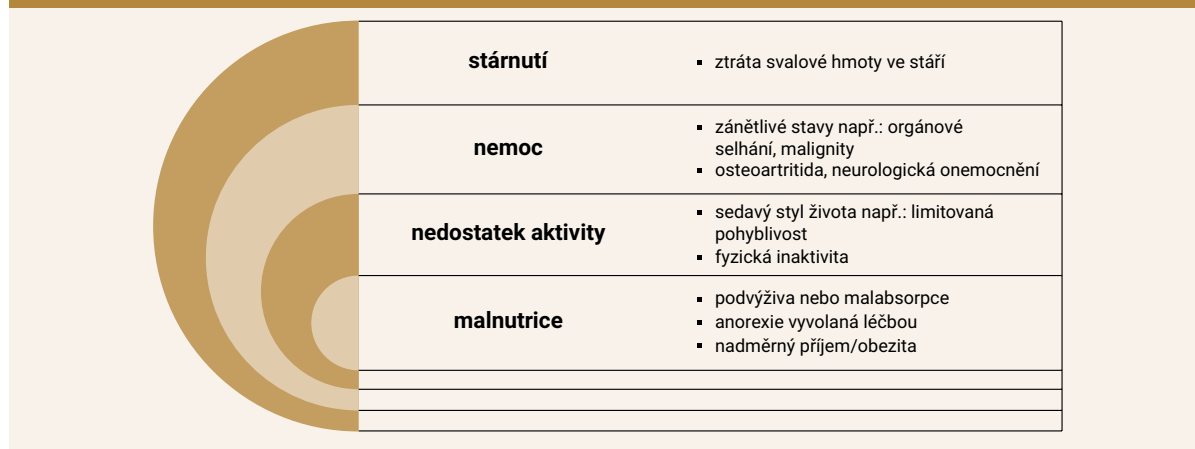 stárnutí
▪ ztráta svalové hmoty ve stáří
nemoc
▪ zánětlivé stavy např.: orgánové
selhání, malignity
▪ osteoartritida, neurologická onemocnění
nedostatek aktivity
▪ sedavý styl života např.: limitovaná
pohyblivost
▪ fyzická inaktivita
malnutrice
▪ podvýživa nebo malabsorpce
▪ anorexie vyvolaná léčbou
▪ nadměrný příjem/obezita